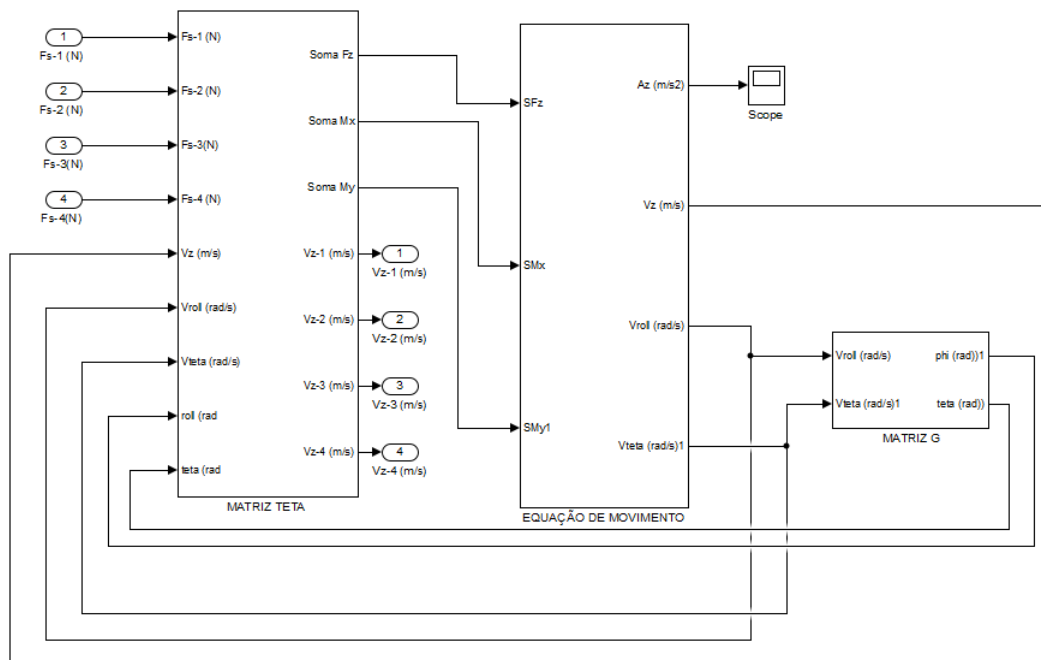 1
Fs-1 (N)
2
Fs-2 (N)
3
Fs-3(N)
4
Fs-4(N)
Fs-1 (N)
Fs-2 (N)
Fs-3(N)
Fs-4 (N)
Vz (m/s)
Vroll (rad/s)
Vteta (rad/s)
roll (rad
teta (rad
Soma Fz
Soma Mx
Soma My
Vz-1 (m/s)
Vz-2 (m/s)
Vz-3 (m/s)
Vz-4 (m/s)
MATRIZ TETA
1
Vz-1 (m/s)
2
Vz-2 (m/s)
3
Vz-3 (m/s)
4
Vz-4 (m/s)
SFz
SMx
SMy1
Az (m/s2)
Vz (m/s)
Vroll (rad/s)
Vteta (rad/s)1
EQUAÇÃO DE MOVIMENTO
Scope
Vroll (rad/s)
Vteta (rad/s)1
phi (rad))1
teta (rad))
MATRIZ G